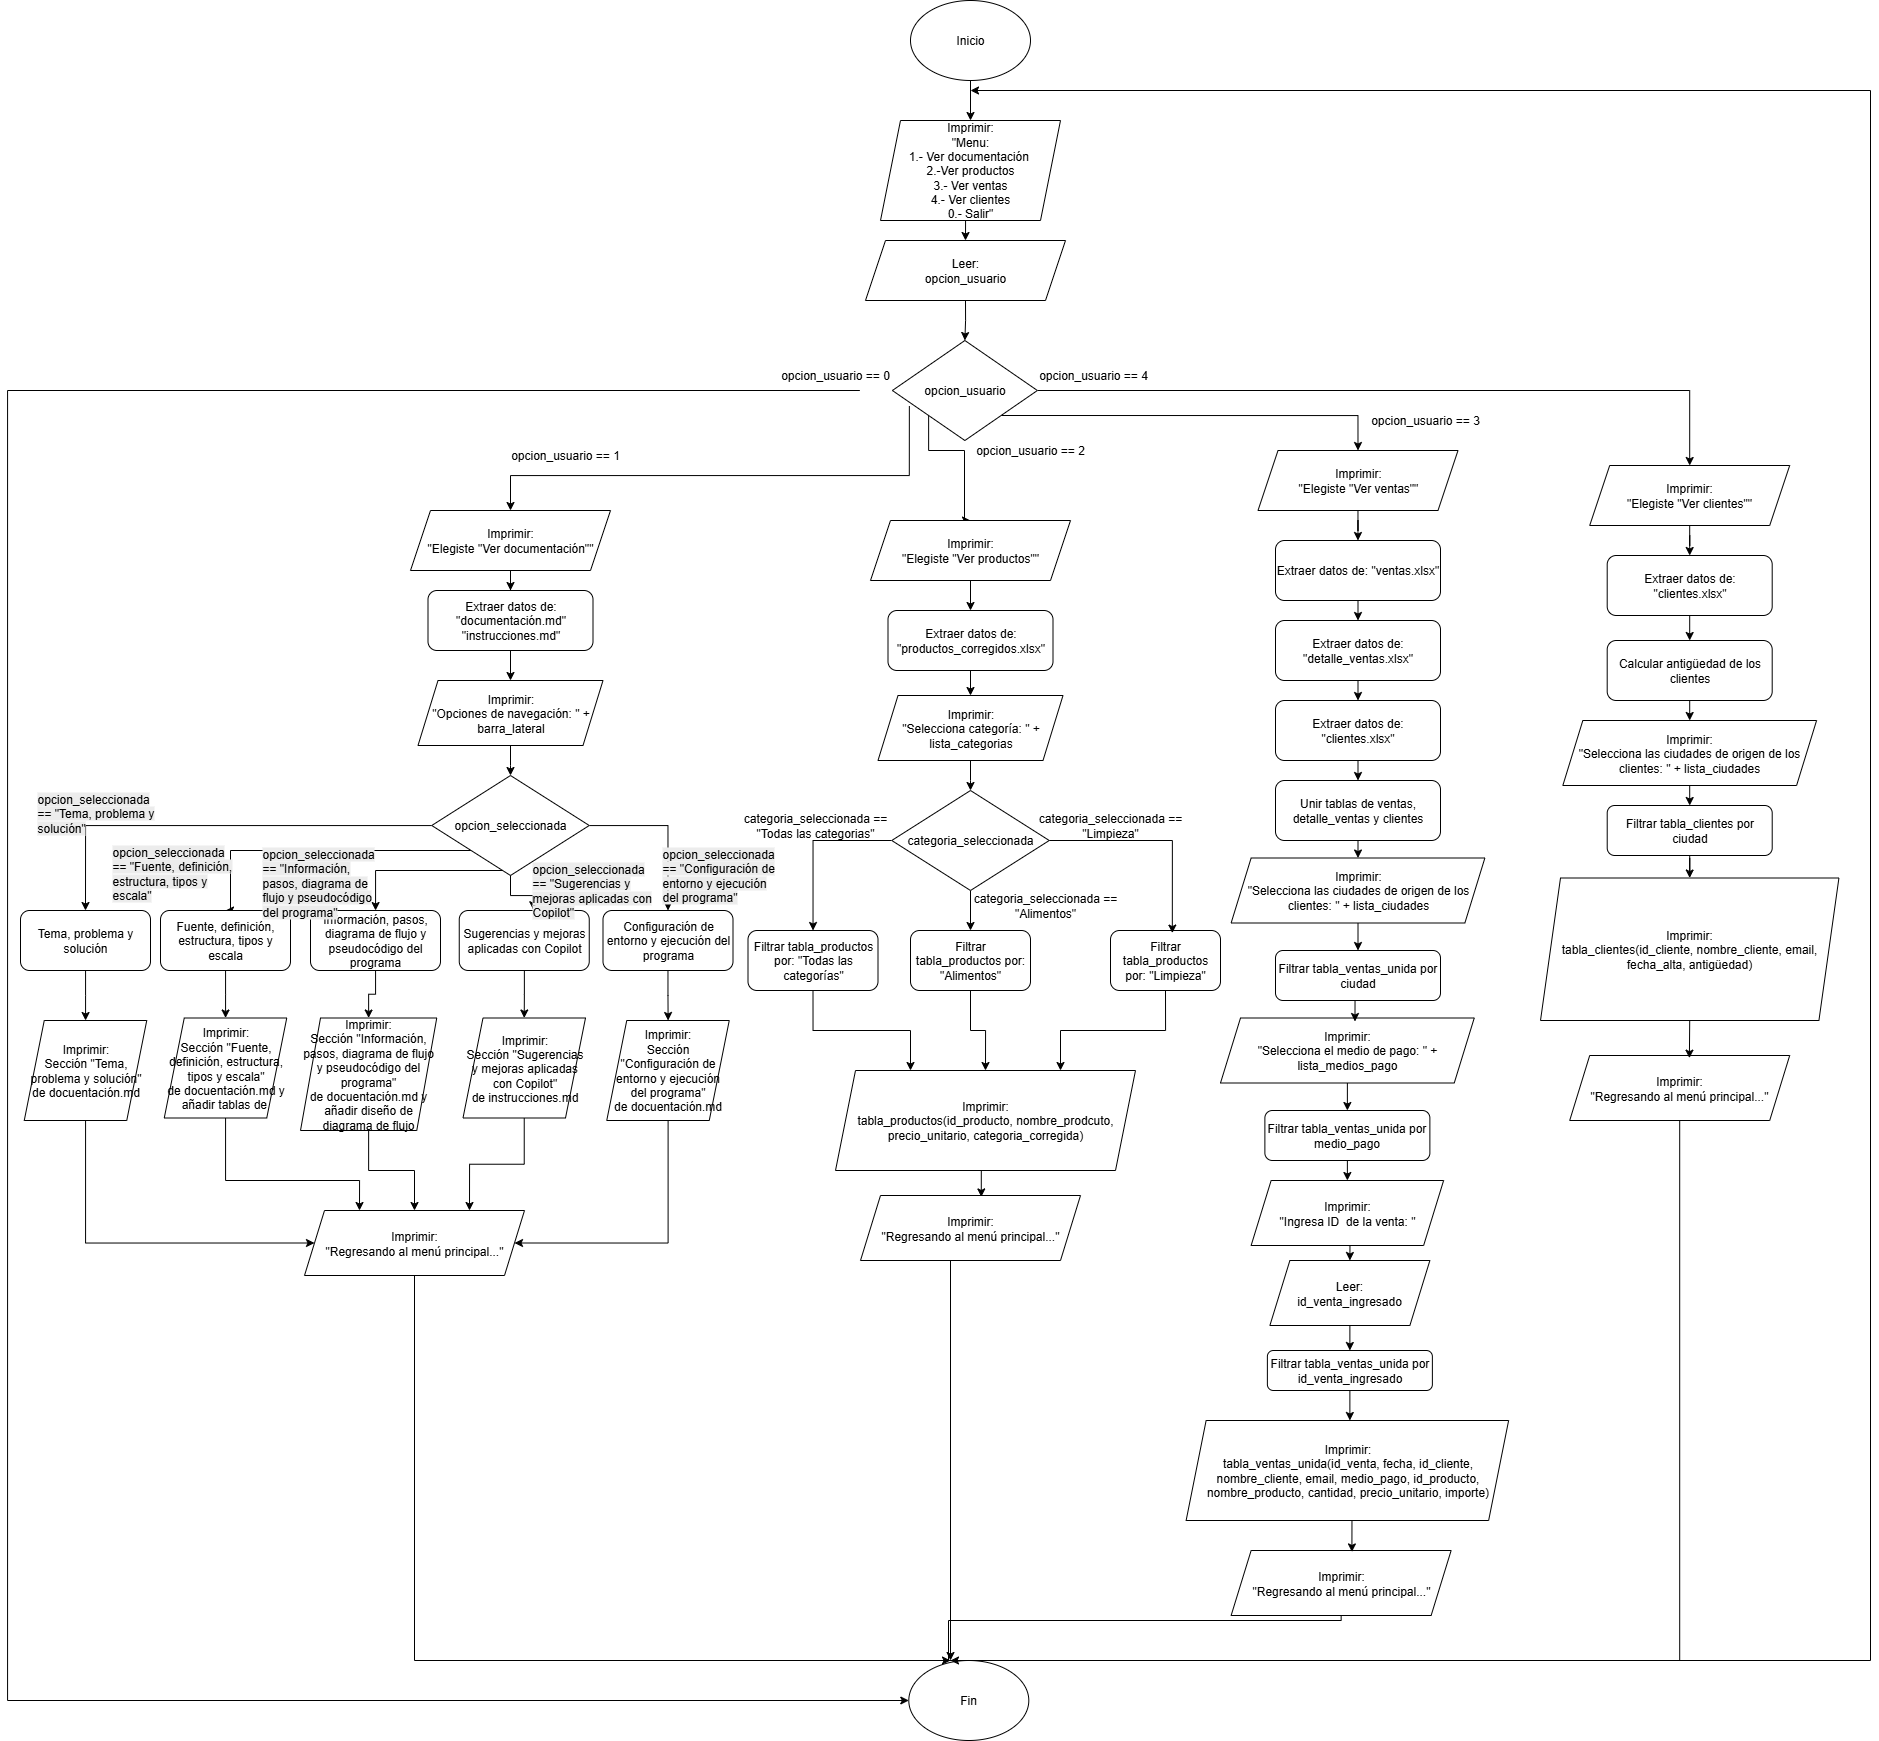 Inicio
Imprimir:
"Menu:
1.- Ver documentación
2.-Ver productos
3.- Ver ventas
4.- Ver clientes
0.- Salir"
Leer:
opcion_usuario
opcion_usuario
opcion_usuario == 0
opcion_usuario == 4
opcion_usuario == 3
opcion_usuario == 2
opcion_usuario == 1
Imprimir:
"Elegiste "Ver documentación""
Extraer datos de:
"documentación.md"
"instrucciones.md"
Imprimir:
"Opciones de navegación: " +
barra_lateral
opcion_seleccionada
opcion_seleccionada
== "Tema, problema y
solución"
opcion_seleccionada
== "Fuente, definición,
estructura, tipos y
escala"
opcion_seleccionada
== "Información,
pasos, diagrama de
flujo y pseudocódigo
del programa"
opcion_seleccionada
== "Sugerencias y
mejoras aplicadas con
Copilot"
opcion_seleccionada
== "Configuración de
entorno y ejecución
del programa"
Tema, problema y
solución
Fuente, definición,
estructura, tipos y
escala
Información, pasos,
diagrama de flujo y
pseudocódigo del
programa
Sugerencias y mejoras
aplicadas con Copilot
Configuración de
entorno y ejecución del
programa
Imprimir:
Sección "Tema,
problema y solución"
de docuentación.md
Imprimir:
Sección "Fuente,
definición, estructura,
tipos y escala"
de docuentación.md y
añadir tablas de
Imprimir:
Sección "Información,
pasos, diagrama de flujo
y pseudocódigo del
programa"
de docuentación.md y
añadir diseño de
diagrama de flujo
Imprimir:
Sección "Sugerencias
y mejoras aplicadas
con Copilot"
de instrucciones.md
Imprimir:
Sección
"Configuración de
entorno y ejecución
del programa"
de docuentación.md
Imprimir:
"Regresando al menú principal..."
Imprimir:
"Elegiste "Ver productos""
Extraer datos de:
"productos_corregidos.xlsx"
Imprimir:
"Selecciona categoría: " +
lista_categorias
categoria_seleccionada
categoria_seleccionada ==
"Todas las categorias"
categoria_seleccionada ==
"Limpieza"
categoria_seleccionada ==
"Alimentos"
Filtrar tabla_productos
por: "Todas las
categorías"
Filtrar
tabla_productos por:
"Alimentos"
Filtrar
tabla_productos
por: "Limpieza"
Imprimir:
tabla_productos(id_producto, nombre_prodcuto,
precio_unitario, categoria_corregida)
Imprimir:
"Regresando al menú principal..."
Imprimir:
"Elegiste "Ver ventas""
Extraer datos de: "ventas.xlsx"
Extraer datos de:
"detalle_ventas.xlsx"
Extraer datos de:
"clientes.xlsx"
Unir tablas de ventas,
detalle_ventas y clientes
Imprimir:
"Selecciona las ciudades de origen de los
clientes: " + lista_ciudades
Filtrar tabla_ventas_unida por
ciudad
Imprimir:
"Selecciona el medio de pago: " +
lista_medios_pago
Filtrar tabla_ventas_unida por
medio_pago
Imprimir:
"Ingresa ID  de la venta: "
Leer:
id_venta_ingresado
Filtrar tabla_ventas_unida por
id_venta_ingresado
Imprimir:
tabla_ventas_unida(id_venta, fecha, id_cliente,
nombre_cliente, email, medio_pago, id_producto,
nombre_producto, cantidad, precio_unitario, importe)
Imprimir:
"Regresando al menú principal..."
Imprimir:
"Elegiste "Ver clientes""
Extraer datos de:
"clientes.xlsx"
Calcular antigüedad de los
clientes
Imprimir:
"Selecciona las ciudades de origen de los
clientes: " + lista_ciudades
Filtrar tabla_clientes por
ciudad
Imprimir:
tabla_clientes(id_cliente, nombre_cliente, email,
fecha_alta, antigüedad)
Imprimir:
"Regresando al menú principal..."
Fin